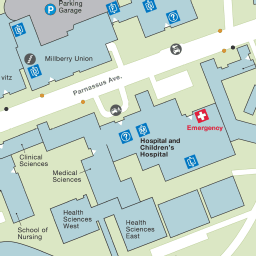 Parking
Garage
P
Millberry Union
vitz
Parnassus Ave.
Emergency
Hospital and
Children's
Hospital
Clinical
Sciences
Medical
Sciences
Health
Sciences
West
Health
Sciences
East
School of
Nursing